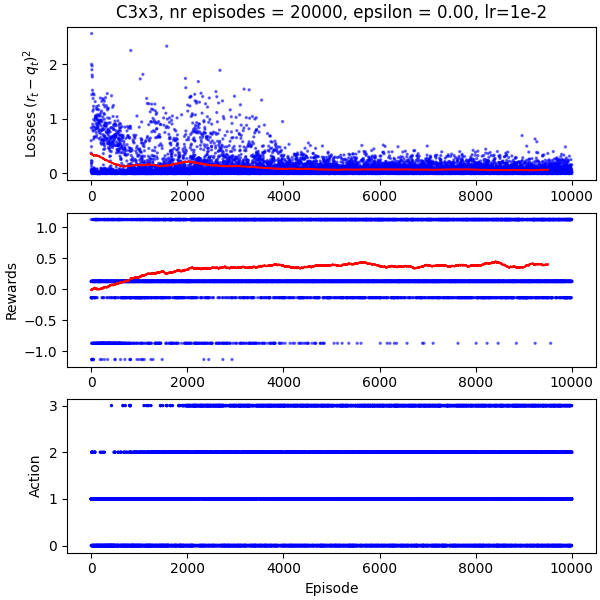 C3x3, nr episodes = 20000, epsilon = 0.00, lr=1e-2
Losses $(r_t - q_t)^2$
2
1
0
0 2000 4000 6000 8000 10000
Rewards
1.0
0.5
0.0
−0.5
−1.0
0 2000 4000 6000 8000 10000
Action
3
2
1
0
0 2000 4000 6000 8000 10000
Episode